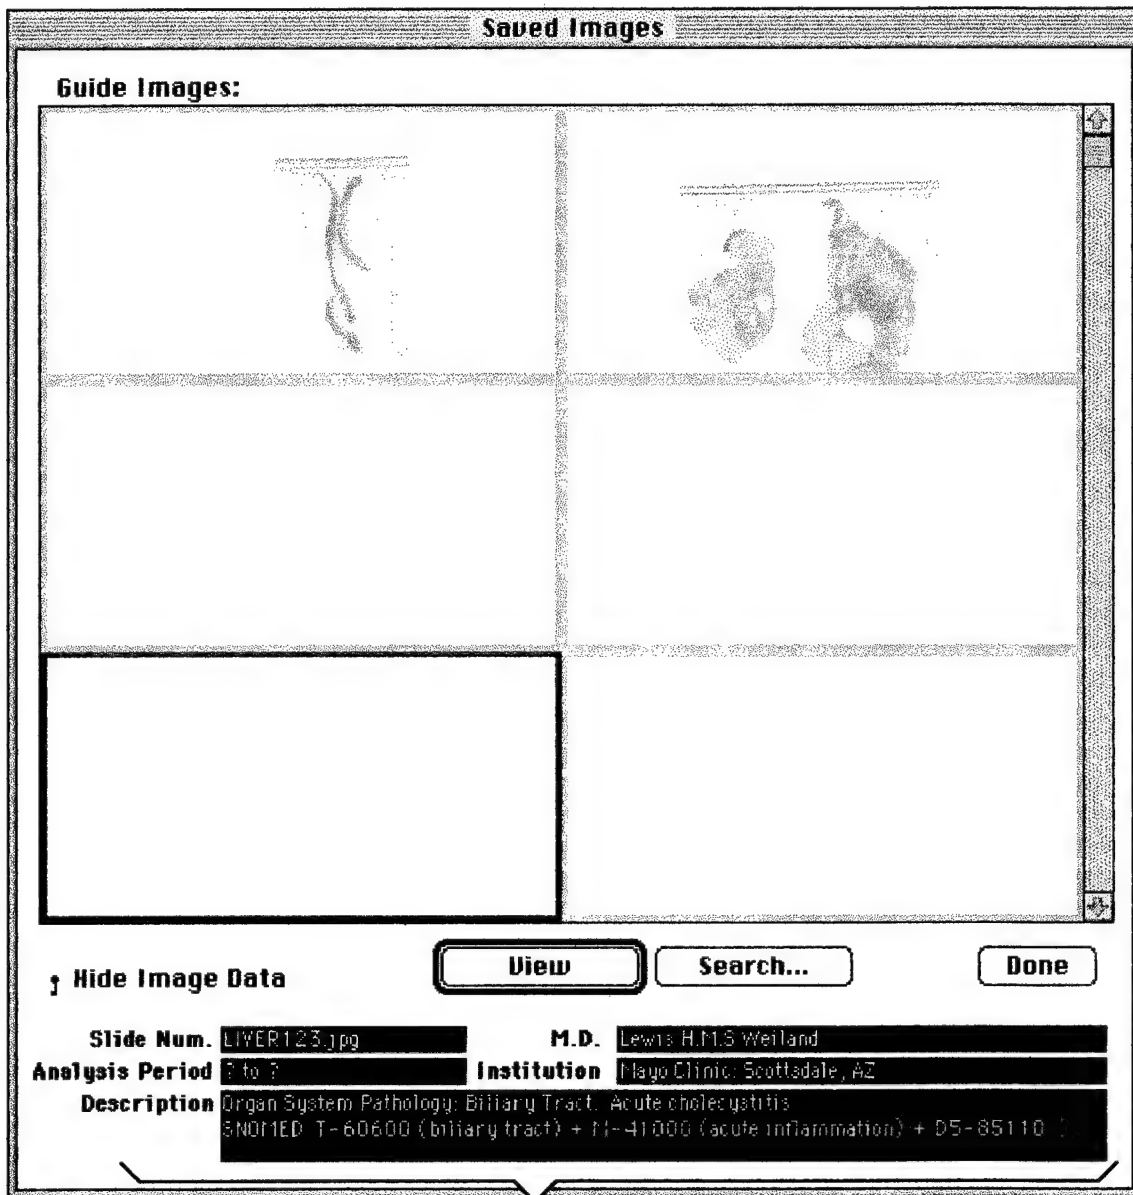 Saved Images
Guide Images:
View
Search...
Done
Hide Image Data
Slide Num. LIVER123.jpg
M.D. Lewis H.M.S Weiland
Analysis Period ? to ?
Institution Mayo Clinic: Scottsdale, AZ
Description Organ System Pathology: Biliary Tract. Acute cholecystitis
SNOMED T-60600 (biliary tract) + M-41000 (acute inflammation) + D5-85110